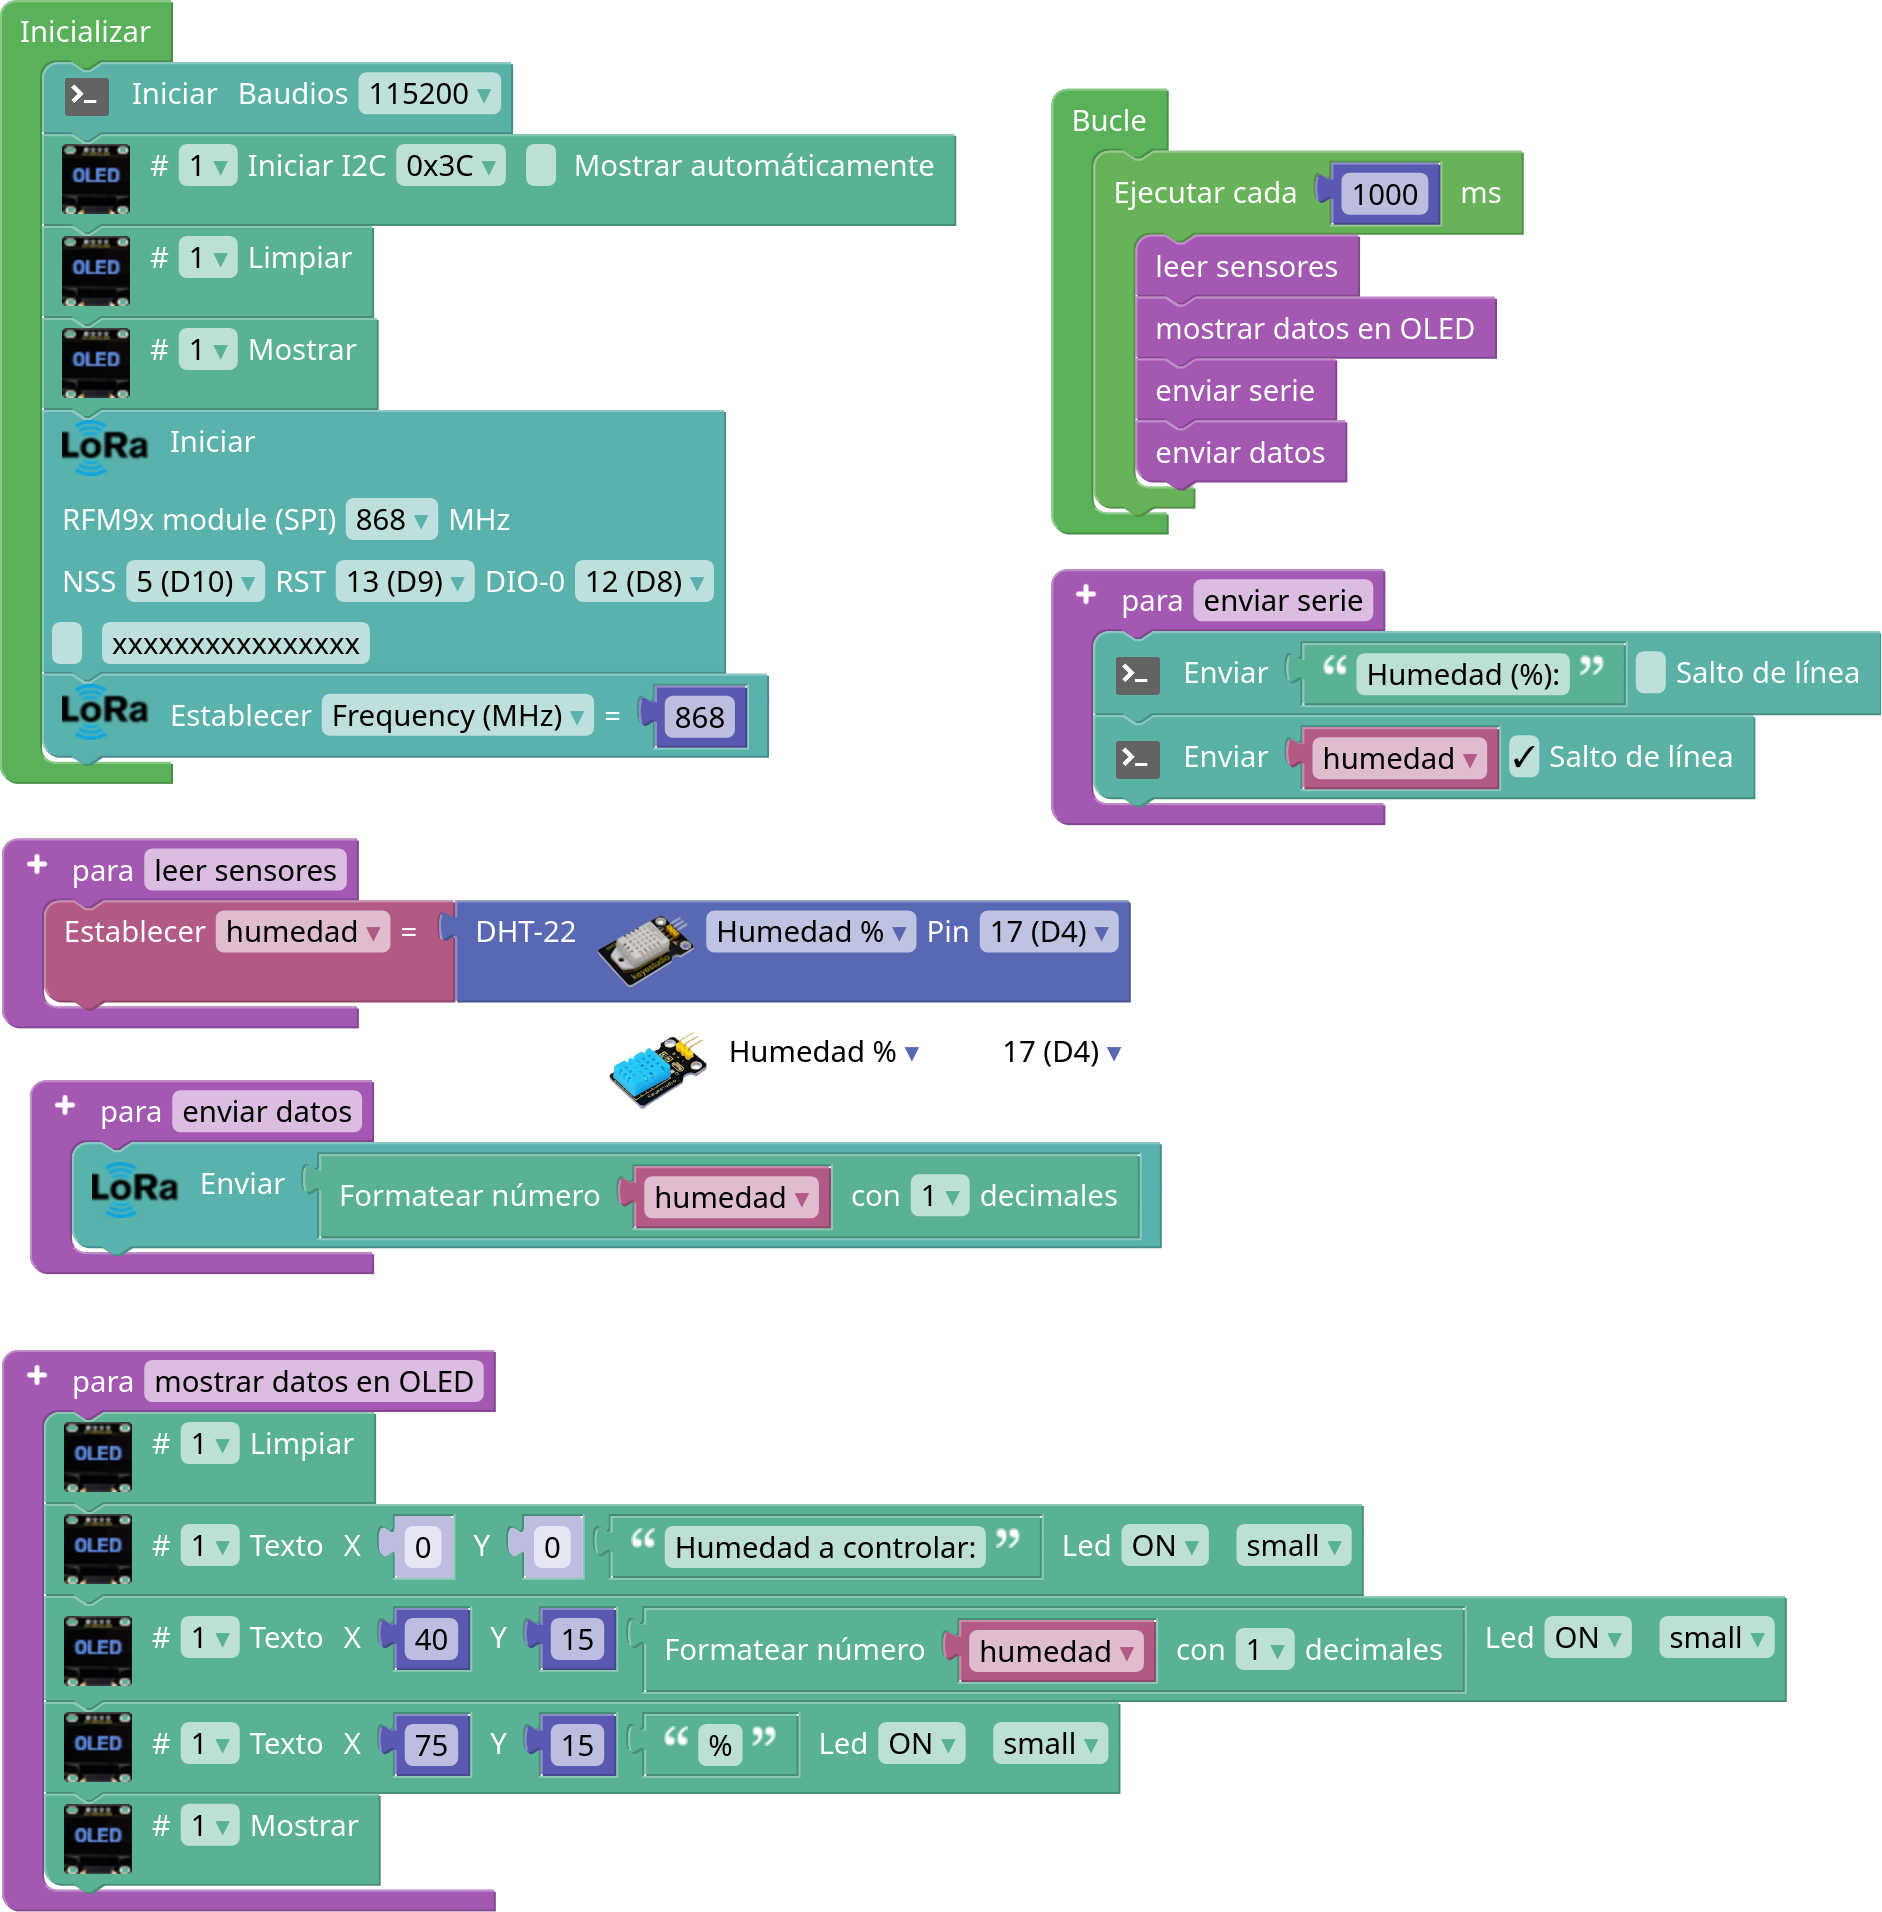 Inicializar
Iniciar Baudios 115200
OLED # 1 Iniciar I2C 0x3C Mostrar automáticamente
OLED # 1 Limpiar
OLED # 1 Mostrar
LoRa Iniciar
RFM9x module (SPI) 868 MHz
NSS 5 (D10) RST 13 (D9) DIO-0 12 (D8)
xxxxxxxxxxxxxxxx
LoRa Establecer Frequency (MHz) = 868
Bucle
Ejecutar cada 1000 ms
leer sensores
mostrar datos en OLED
enviar serie
enviar datos
+ para enviar serie
Enviar “ Humedad (%): ” Salto de línea
Enviar humedad ✓ Salto de línea
+ para leer sensores
Establecer humedad = DHT-22 keyestudio Humedad % Pin 17 (D4)
Humedad % 17 (D4)
+ para enviar datos
LoRa Enviar Formatear número humedad con 1 decimales
+ para mostrar datos en OLED
OLED # 1 Limpiar
OLED # 1 Texto X 0 Y 0 “ Humedad a controlar: ” Led ON small
OLED # 1 Texto X 40 Y 15 Formatear número humedad con 1 decimales Led ON small
OLED # 1 Texto X 75 Y 15 “ % ” Led ON small
OLED # 1 Mostrar